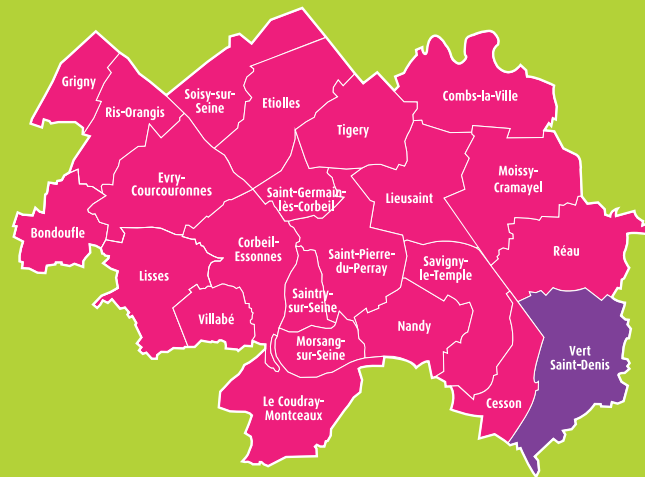 Grigny
Ris-Orangis
Soisy-sur-
Seine
Etiolles
Tigery
Combs-la-Ville
Evry-
Courcouronnes
Saint-Germain-
lès-Corbeil
Lieusaint
Moissy-
Cramayel
Bondoufle
Lisses
Corbeil-
Essonnes
Saint-Pierre-
du-Perray
Savigny-
le-Temple
Réau
Villabé
Saintry-
sur-Seine
Nandy
Morsang-
sur-Seine
Vert
Saint-Denis
Le Coudray-
Montceaux
Cesson